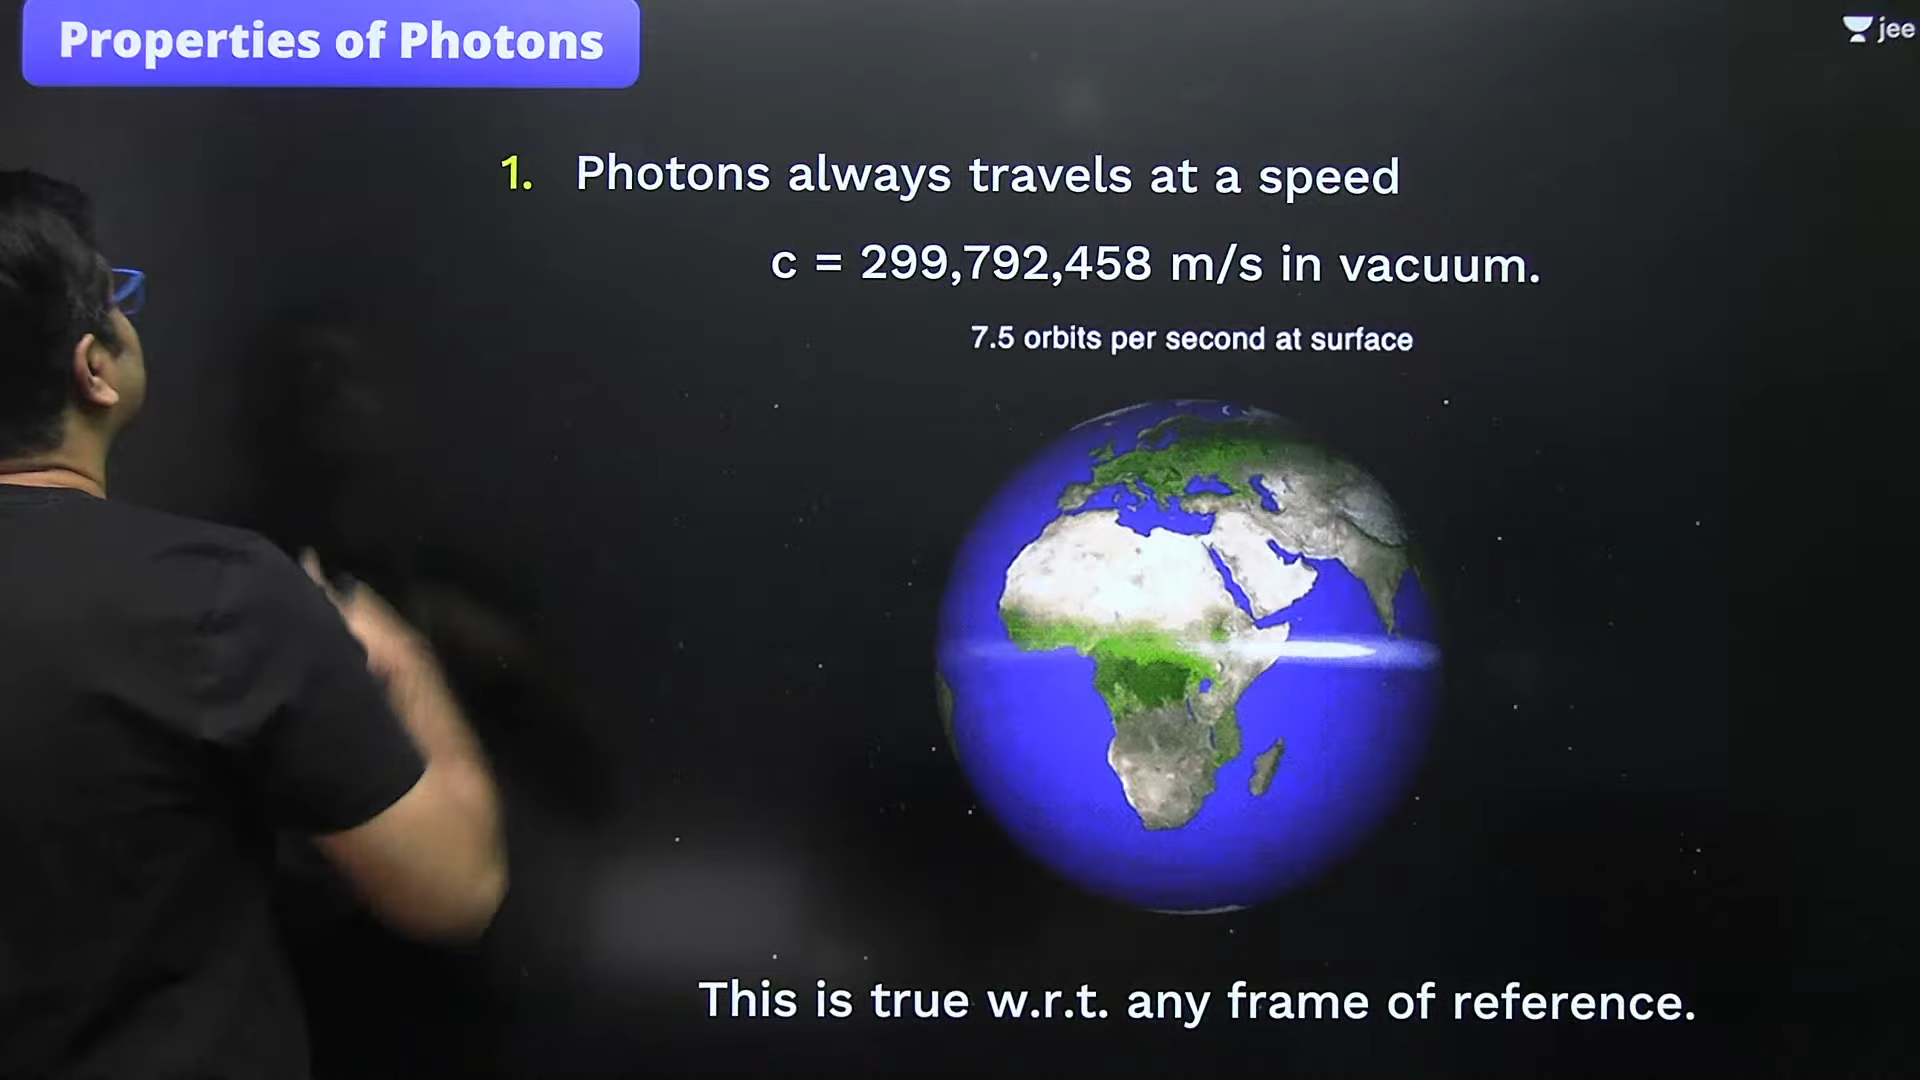 Properties of Photons
jee
1. Photons always travels at a speed
c = 299,792,458 m/s in vacuum.
7.5 orbits per second at surface
This is true w.r.t. any frame of reference.